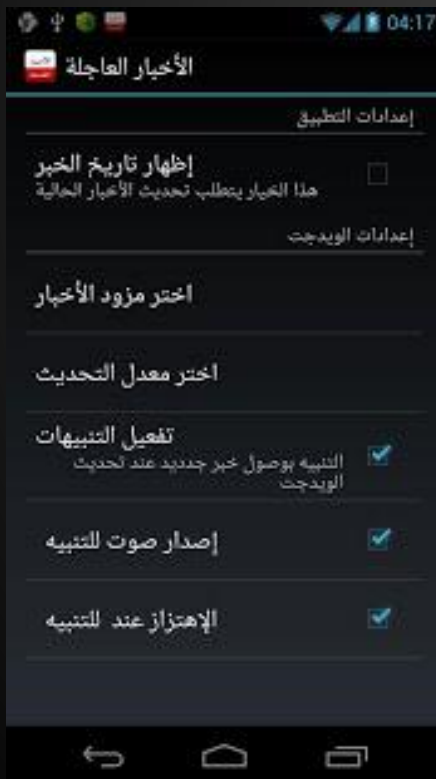 04:17
الأخبار العاجلة
إعدادات التطبيق
إظهار تاريخ الخبر
هذا الخيار يتطلب تحديث الأخبار الحالية
إعدادات الويدجت
اختر مزود الأخبار
اختر معدل التحديث
تفعيل التنبيهات
التنبيه بوصول خبر جديد عند تحديث
الويدجت
إصدار صوت للتنبيه
الإهتزاز عند للتنبيه